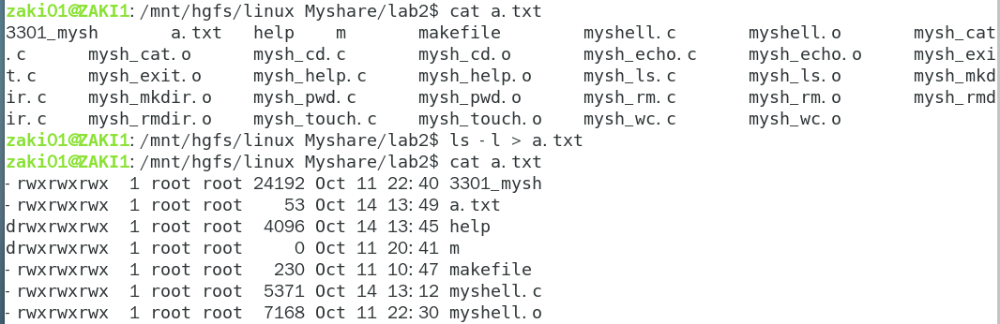 zaki01@ZAKI1:/mnt/hgfs/linux Myshare/lab2$ cat a.txt
3301_mysh       a.txt   help    m       makefile        myshell.c       myshell.o       mysh_cat
.c      mysh_cat.o      mysh_cd.c       mysh_cd.o       mysh_echo.c     mysh_echo.o     mysh_exi
t.c     mysh_exit.o     mysh_help.c     mysh_help.o     mysh_ls.c       mysh_ls.o       mysh_mkd
ir.c    mysh_mkdir.o    mysh_pwd.c      mysh_pwd.o      mysh_rm.c       mysh_rm.o       mysh_rmd
ir.c    mysh_rmdir.o    mysh_touch.c    mysh_touch.o    mysh_wc.c       mysh_wc.o
zaki01@ZAKI1:/mnt/hgfs/linux Myshare/lab2$ ls -l > a.txt
zaki01@ZAKI1:/mnt/hgfs/linux Myshare/lab2$ cat a.txt
-rwxrwxrwx  1 root root 24192 Oct 11 22:40 3301_mysh
-rwxrwxrwx  1 root root    53 Oct 14 13:49 a.txt
drwxrwxrwx  1 root root  4096 Oct 14 13:45 help
drwxrwxrwx  1 root root     0 Oct 11 20:41 m
-rwxrwxrwx  1 root root   230 Oct 11 10:47 makefile
-rwxrwxrwx  1 root root  5371 Oct 14 13:12 myshell.c
-rwxrwxrwx  1 root root  7168 Oct 11 22:30 myshell.o